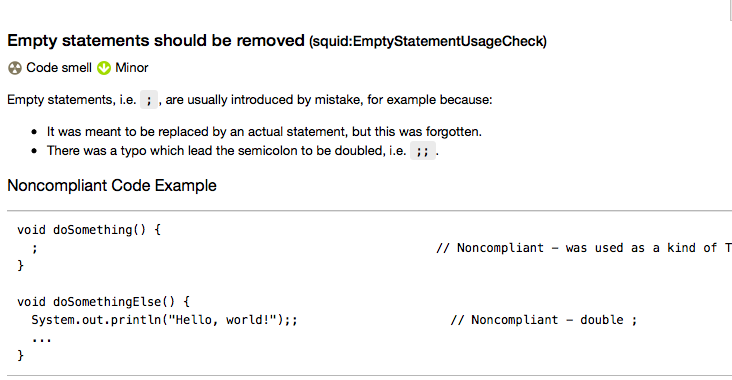 Empty statements should be removed (squid:EmptyStatementUsageCheck)
Code smell Minor
Empty statements, i.e. ; , are usually introduced by mistake, for example because:
• It was meant to be replaced by an actual statement, but this was forgotten.
• There was a typo which lead the semicolon to be doubled, i.e. ;; .
Noncompliant Code Example
void doSomething() {
  ; // Noncompliant – was used as a kind of T
}
void doSomethingElse() {
  System.out.println("Hello, world!");; // Noncompliant – double ;
  ...
}